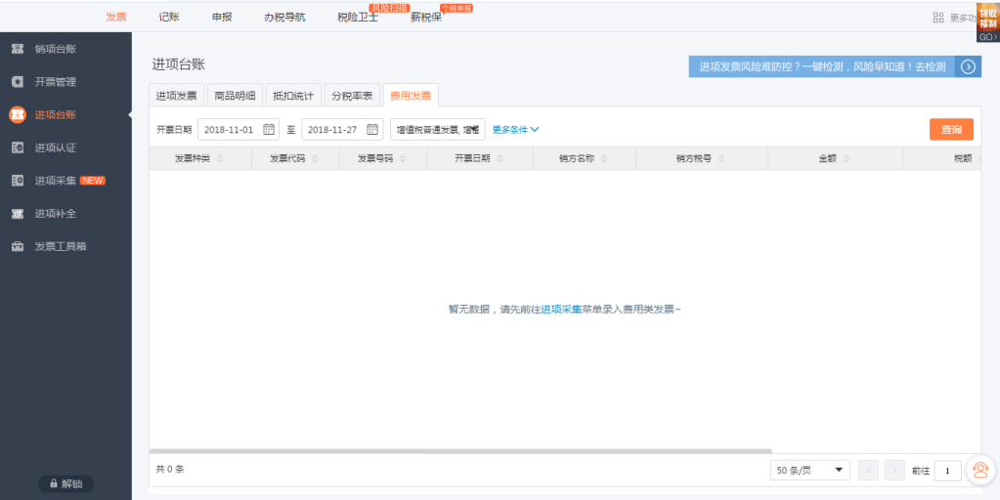 发票 记账 申报 办税导航 税险卫士 风险扫描 薪税保 个税申报 更多功
领取
福利
GO>
销项台账
开票管理
进项台账
进项认证
进项采集 NEW
进项补全
发票工具箱
解锁
进项台账
进项发票风险难防控？一键检测，风险早知道！去检测
进项发票 商品明细 抵扣统计 分税率表 费用发票
开票日期 2018-11-01 至 2018-11-27 增值税普通发票, 增 更多条件 查询
发票种类 发票代码 发票号码 开票日期 销方名称 销方税号 金额 税额
暂无数据，请先前往进项采集菜单录入费用类发票~
共 0 条 50 条/页 < > 前往 1